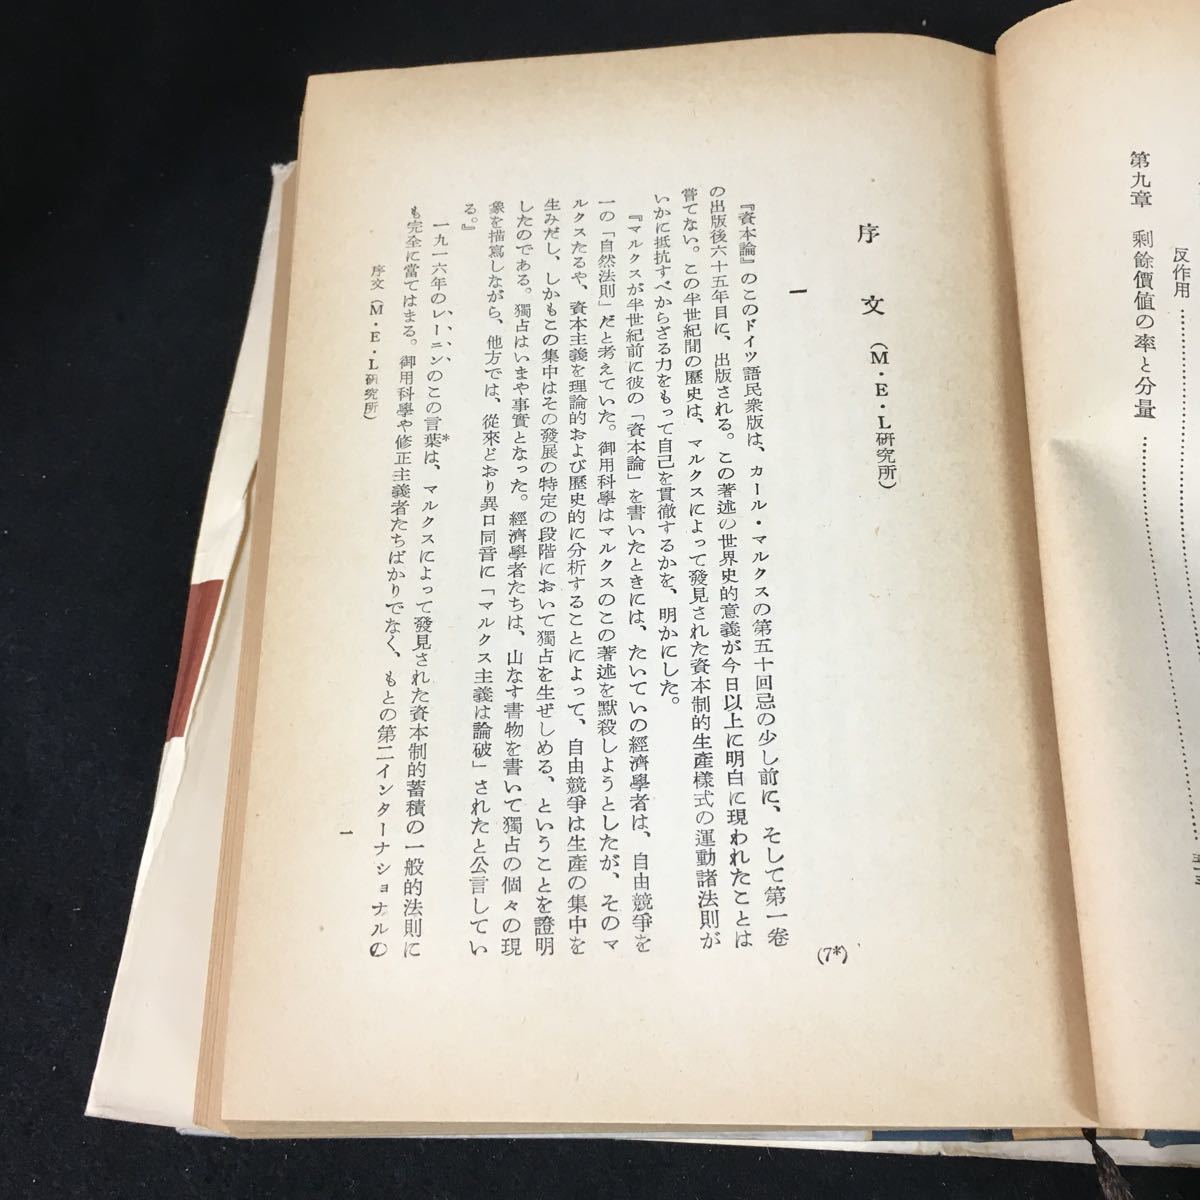 反作用
第九章　剰餘價値の率と分量
序　文（M・E・L研究所）
一
(7*)
『資本論』のこのドイツ語民衆版は、カール・マルクスの第五十回忌の少し前に、そして第一卷
の出版後六十五年目に、出版される。この著述の世界史的意義が今日以上に明白に現われたことは
嘗てない。この半世紀間の歷史は、マルクスによって發見された資本制的生產樣式の運動諸法則が
いかに抵抗すべからざる力をもって自己を貫徹するかを、明かにした。
『マルクスが半世紀前に彼の「資本論」を書いたときには、たいていの經濟學者は、自由競爭を
一の「自然法則」だと考えていた。御用科學はマルクスのこの著述を默殺しようとしたが、そのマ
ルクスたるや、資本主義を理論的および歷史的に分析することによって、自由競爭は生產の集中を
生みだし、しかもこの集中はその發展の特定の段階において獨占を生ぜしめる、ということを證明
したのである。獨占はいまや事實となった。經濟學者たちは、山なす書物を書いて獨占の個々の現
象を描寫しながら、他方では、從來どおり異口同音に「マルクス主義は論破」されたと公言してい
る。』
一九一六年のレーニンのこの言葉*は、マルクスによって發見された資本制的蓄積の一般的法則に
も完全に當てはまる。御用科學や修正主義者たちばかりでなく、もとの第二インターナショナルの
序文（M・E・L研究所）
一